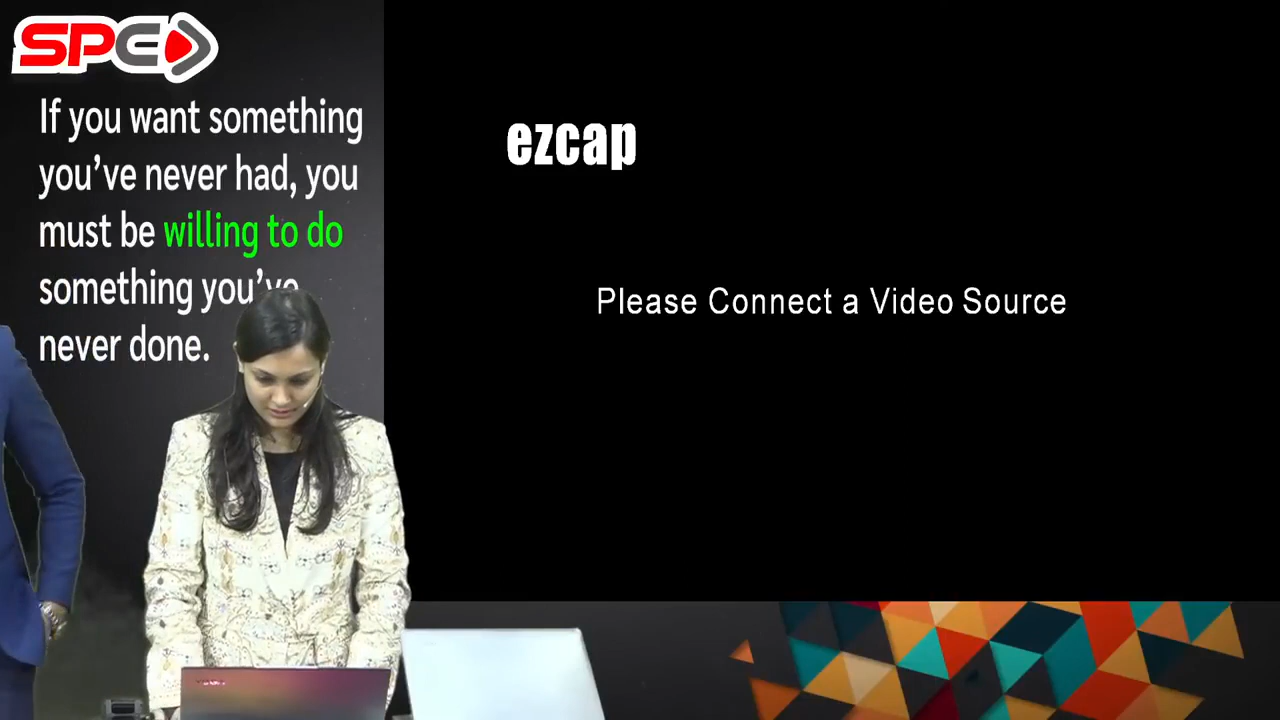 SPE
If you want something
you've never had, you
must be willing to do
something you've
never done.
ezcap
Please Connect a Video Source